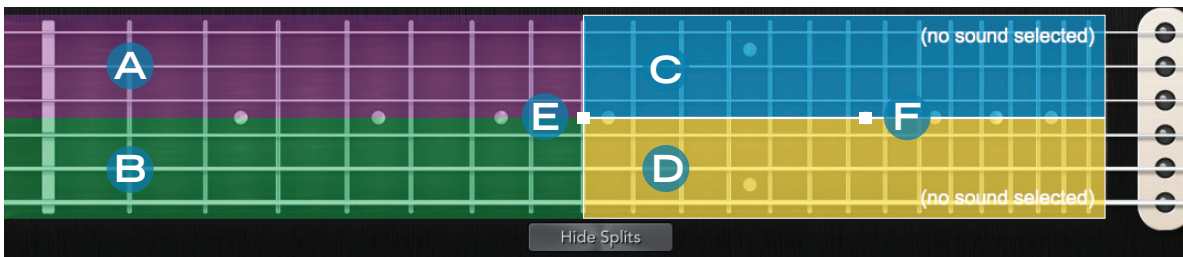 (no sound selected)
A
C
E
F
B
D
(no sound selected)
Hide Splits